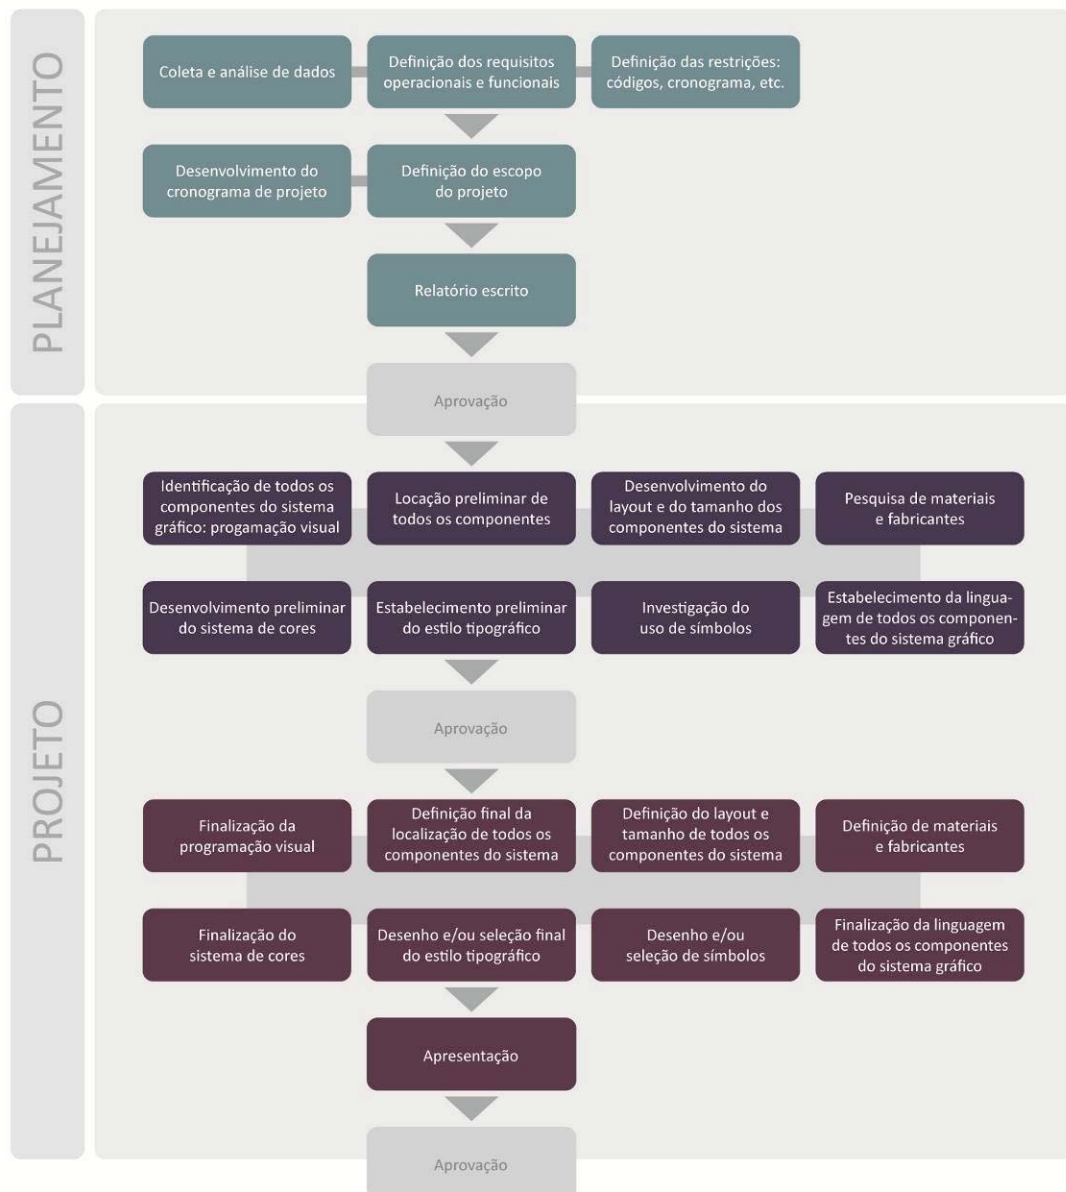 PLANEJAMENTO
Coleta e análise de dados
Definição dos requisitos
operacionais e funcionais
Definição das restrições:
códigos, cronograma, etc.
Desenvolvimento do
cronograma de projeto
Definição do escopo
do projeto
Relatório escrito
Aprovação
PROJETO
Identificação de todos os
componentes do sistema
gráfico: progamação visual
Locação preliminar de
todos os componentes
Desenvolvimento do
layout e do tamanho dos
componentes do sistema
Pesquisa de materiais
e fabricantes
Desenvolvimento preliminar
do sistema de cores
Estabelecimento preliminar
do estilo tipográfico
Investigação do
uso de símbolos
Estabelecimento da lingua-
gem de todos os componen-
tes do sistema gráfico
Aprovação
Finalização da
programação visual
Definição final da
localização de todos os
componentes do sistema
Definição do layout e
tamanho de todos os
componentes do sistema
Definição de materiais
e fabricantes
Finalização do
sistema de cores
Desenho e/ou seleção final
do estilo tipográfico
Desenho e/ou
seleção de símbolos
Finalização da linguagem
de todos os componentes
do sistema gráfico
Apresentação
Aprovação